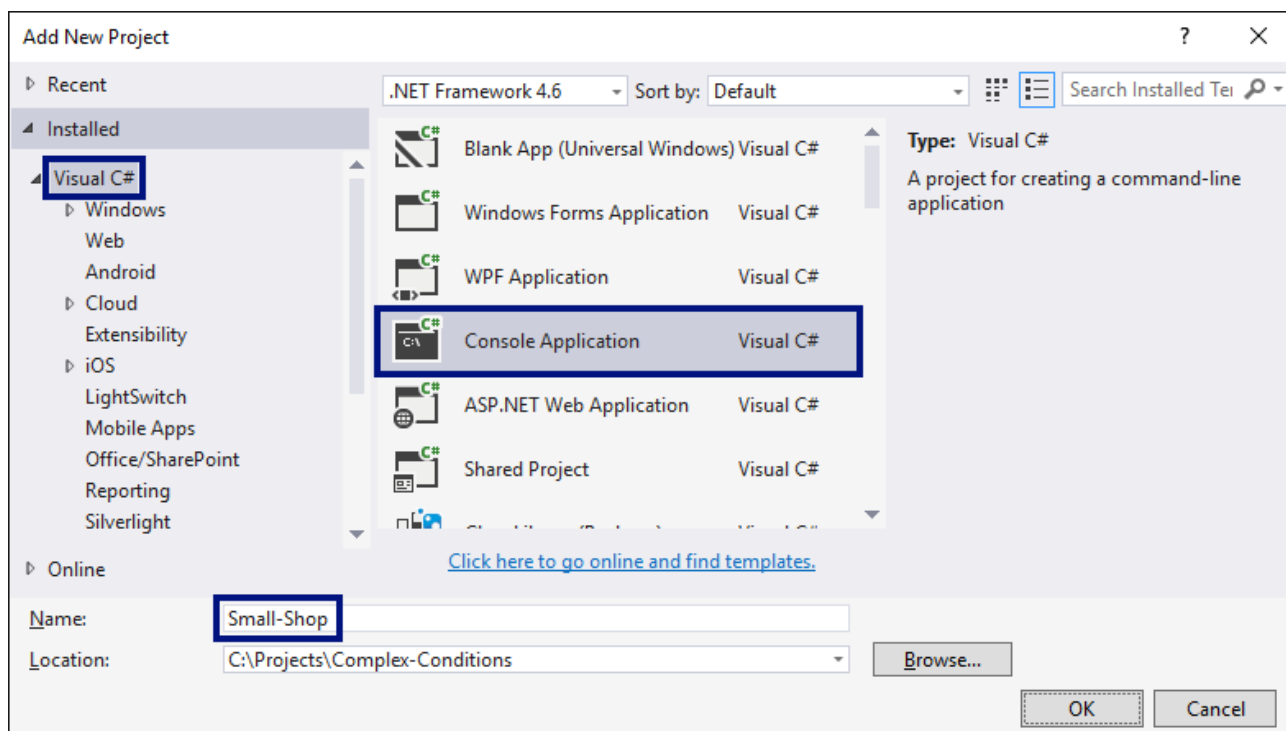 Add New Project
?
Recent
.NET Framework 4.6
Sort by: Default
Search Installed Te
Installed
Visual C#
Windows
Web
Android
Cloud
Extensibility
iOS
LightSwitch
Mobile Apps
Office/SharePoint
Reporting
Silverlight
Online
C#
Blank App (Universal Windows) Visual C#
C#
Windows Forms Application Visual C#
C#
WPF Application Visual C#
C#
C:\
Console Application Visual C#
C#
ASP.NET Web Application Visual C#
C#
Shared Project Visual C#
Click here to go online and find templates.
Type: Visual C#
A project for creating a command-line
application
Name: Small-Shop
Location: C:\Projects\Complex-Conditions
Browse...
OK Cancel